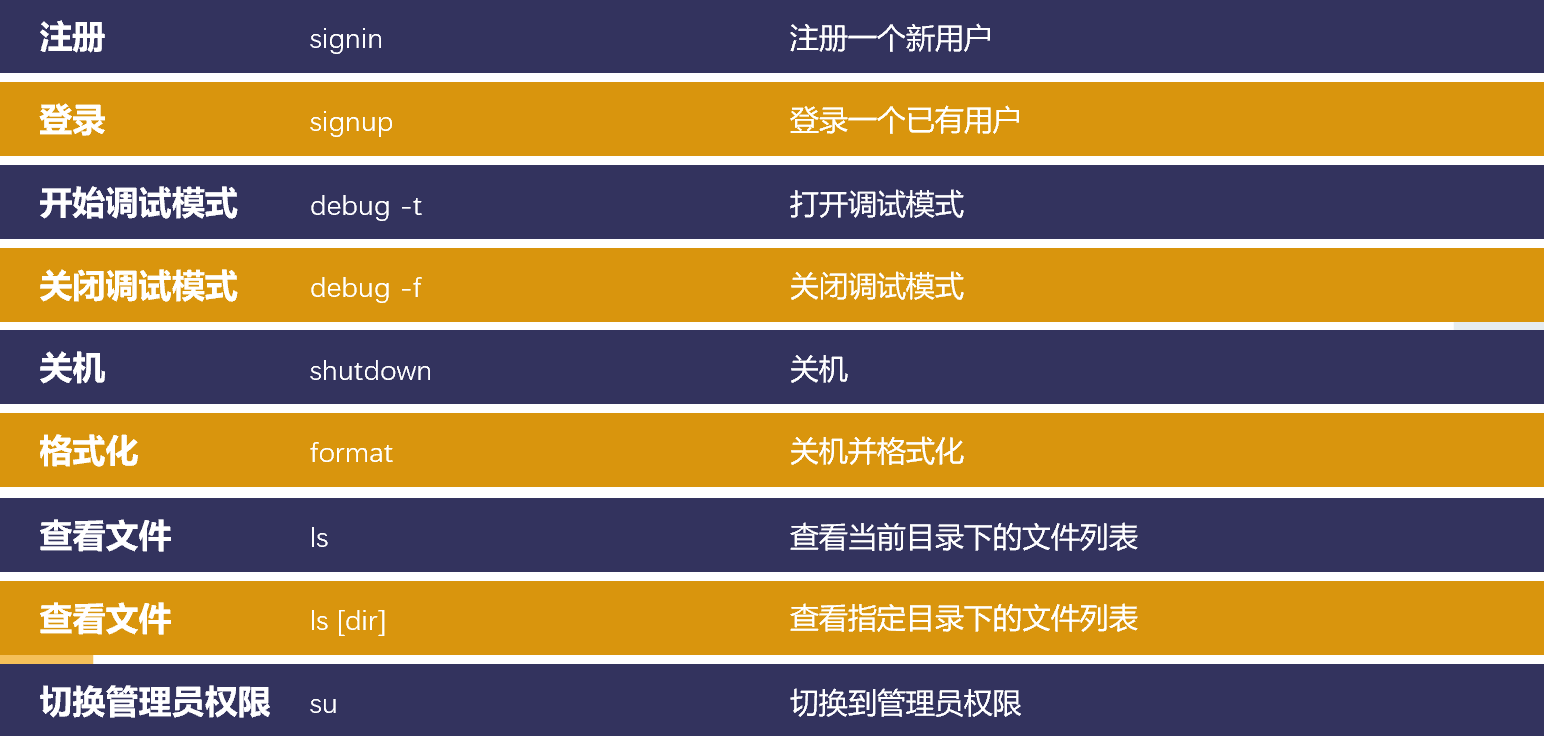 注册 signin 注册一个新用户
登录 signup 登录一个已有用户
开始调试模式 debug -t 打开调试模式
关闭调试模式 debug -f 关闭调试模式
关机 shutdown 关机
格式化 format 关机并格式化
查看文件 ls 查看当前目录下的文件列表
查看文件 ls [dir] 查看指定目录下的文件列表
切换管理员权限 su 切换到管理员权限